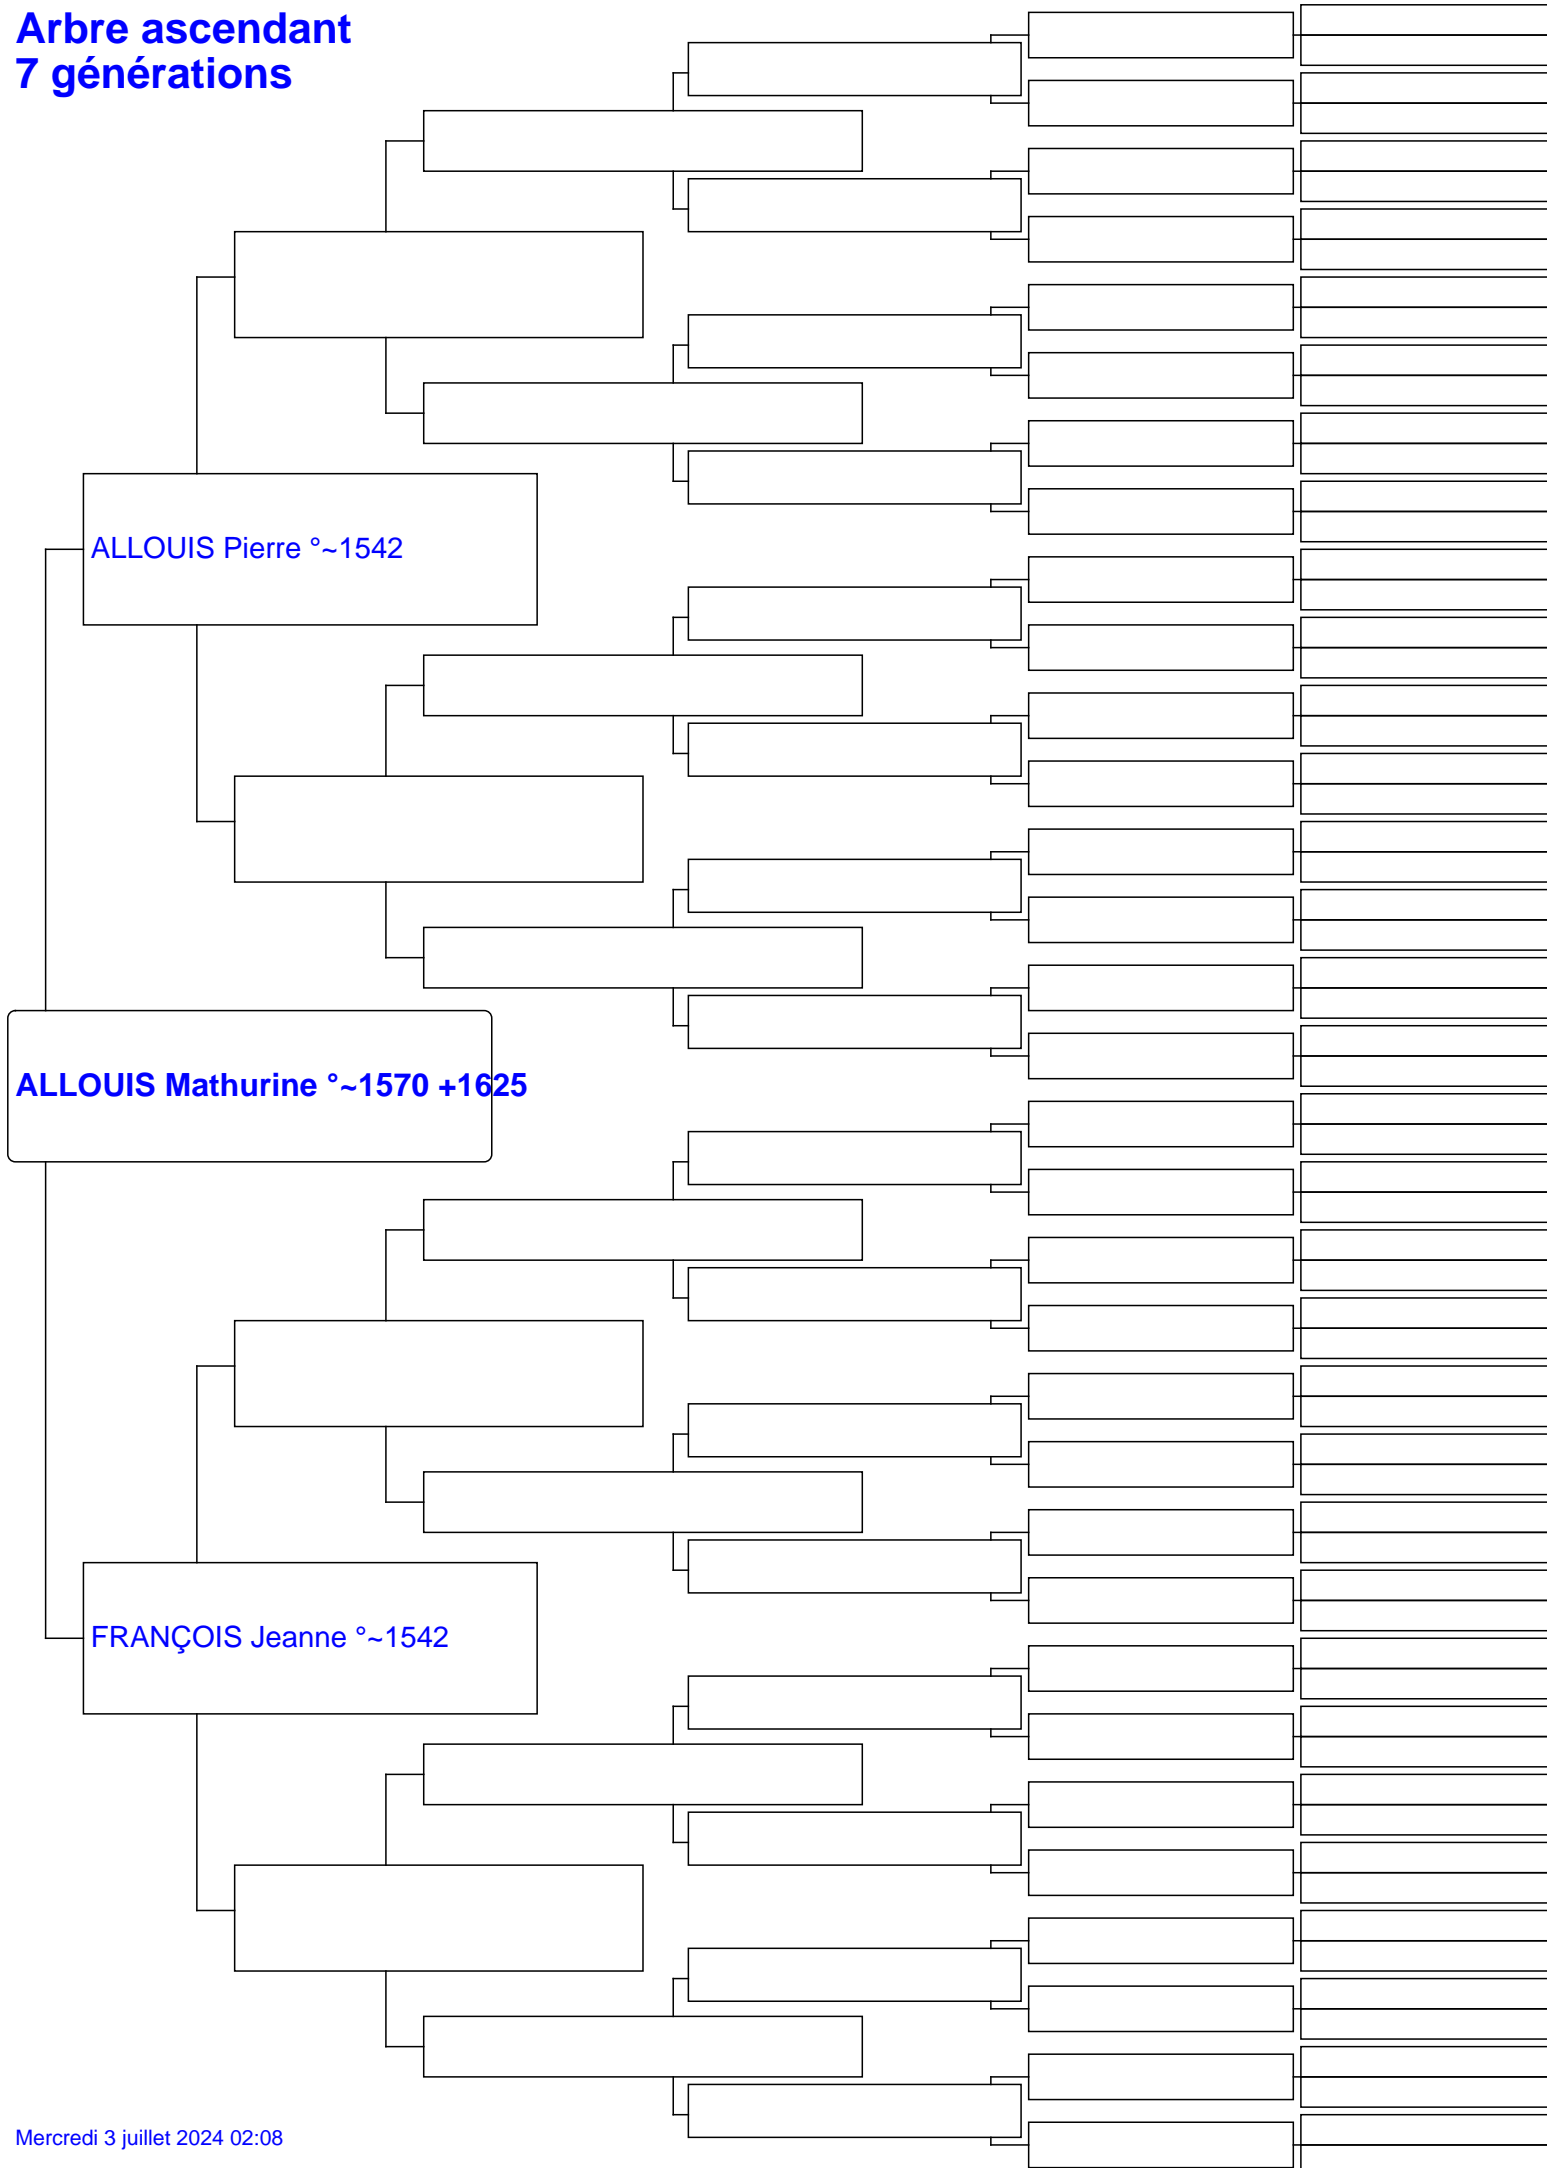 Arbre ascendant
7 générations
ALLOUIS Pierre °~1542
ALLOUIS Mathurine °~1570 +1625
FRANÇOIS Jeanne °~1542
Mercredi 3 juillet 2024 02:08